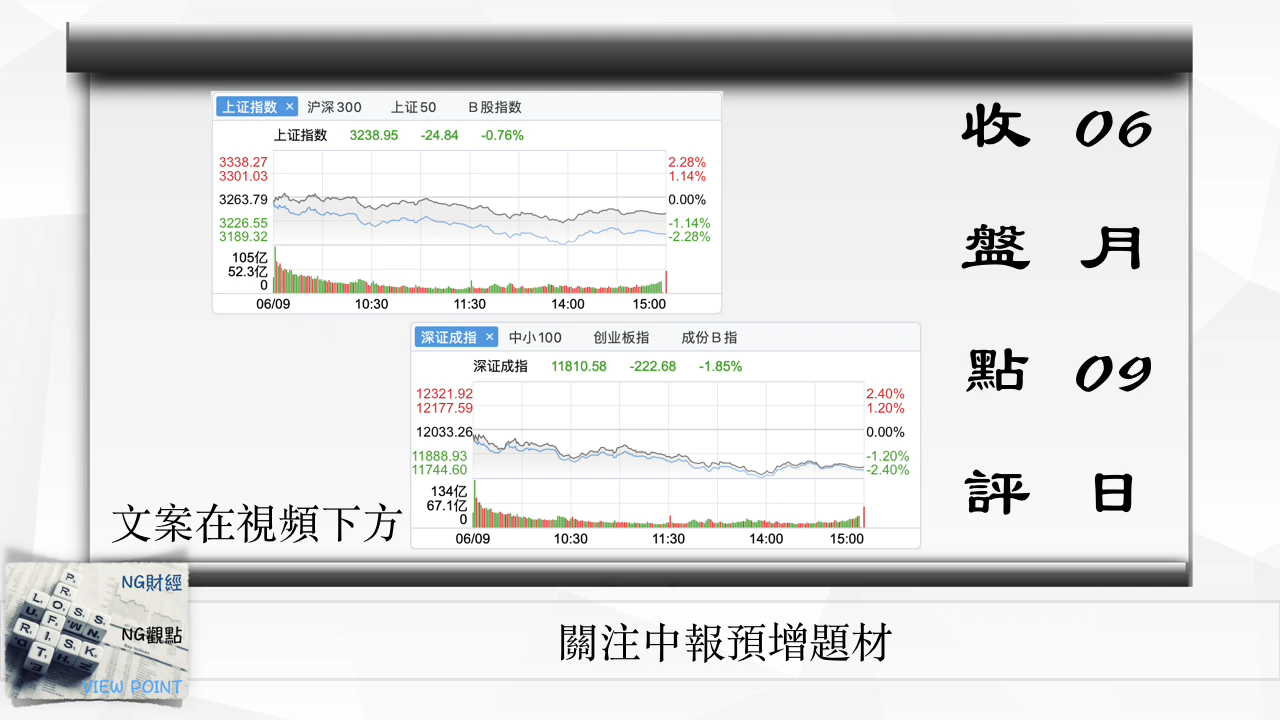 上证指数 × 沪深300 上证50 B股指数
上证指数 3238.95 -24.84 -0.76%
3338.27 2.28%
3301.03 1.14%
3263.79 0.00%
3226.55 -1.14%
3189.32 -2.28%
105亿
52.3亿
0
06/09 10:30 11:30 14:00 15:00
深证成指 × 中小100 创业板指 成份B指
深证成指 11810.58 -222.68 -1.85%
12321.92 2.40%
12177.59 1.20%
12033.26 0.00%
11888.93 -1.20%
11744.60 -2.40%
134亿
67.1亿
0
06/09 10:30 11:30 14:00 15:00
06月09日
收盤點評
文案在視頻下方
NG財經
NG觀點
VIEW POINT
關注中報預增題材